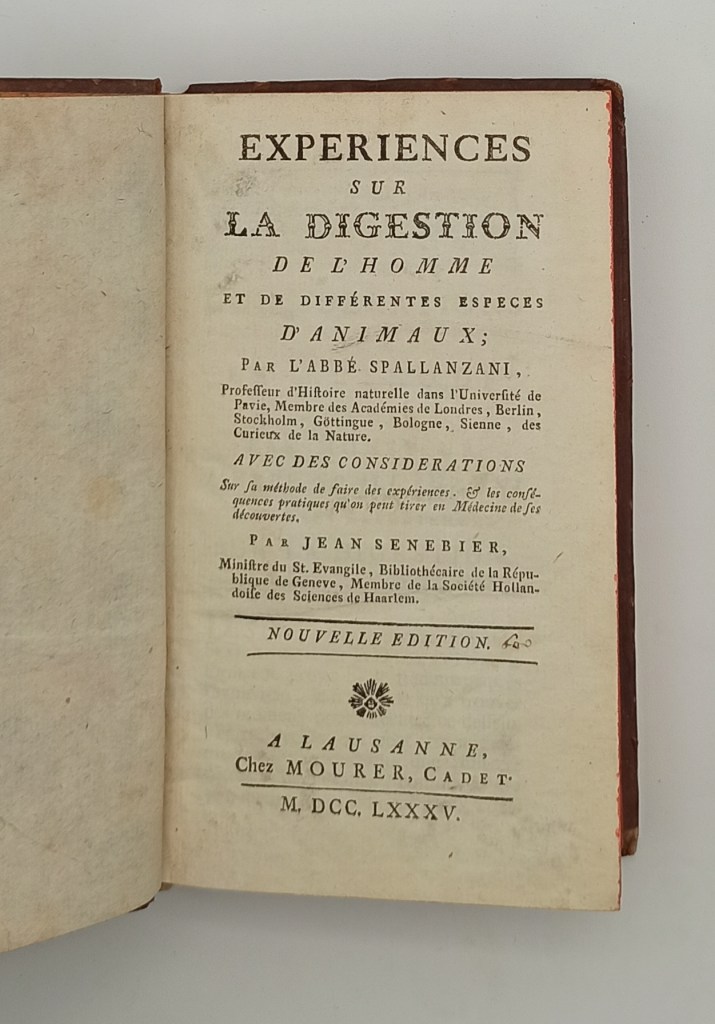 EXPERIENCES
SUR
LA DIGESTION
DE L'HOMME
ET DE DIFFÉRENTES ESPECES
D'ANIMAUX;
PAR L'ABBÉ SPALLANZANI,
Profeſſeur d'Hiſtoire naturelle dans l'Univerſité de
Pavie, Membre des Académies de Londres, Berlin,
Stockholm, Göttingue, Bologne, Sienne, des
Curieux de la Nature.
AVEC DES CONSIDERATIONS
Sur ſa méthode de faire des expériences. & les conſé-
quences pratiques qu'on peut tirer en Médecine de ſes
découvertes.
PAR JEAN SENEBIER,
Miniſtre du St. Evangile, Bibliothécaire de la Répu-
blique de Geneve, Membre de la Société Hollan-
doiſe des Sciences de Haarlem.
NOUVELLE EDITION.
A LAUSANNE,
Chez MOURER, CADET.
M. DCC. LXXXV.